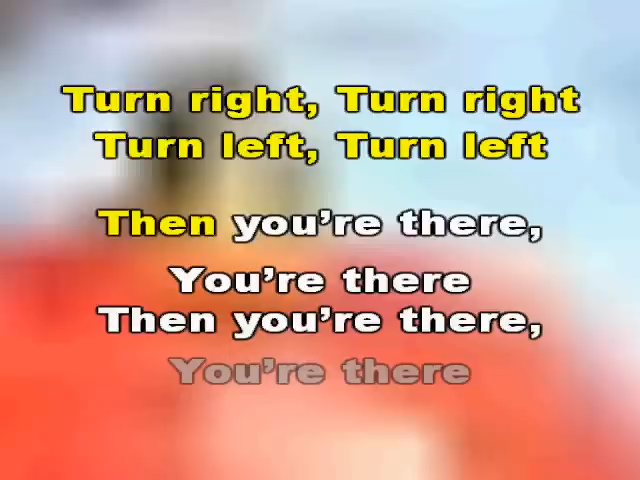 Turn right, Turn right
Turn left, Turn left
Then you're there,
You're there
Then you're there,
You're there